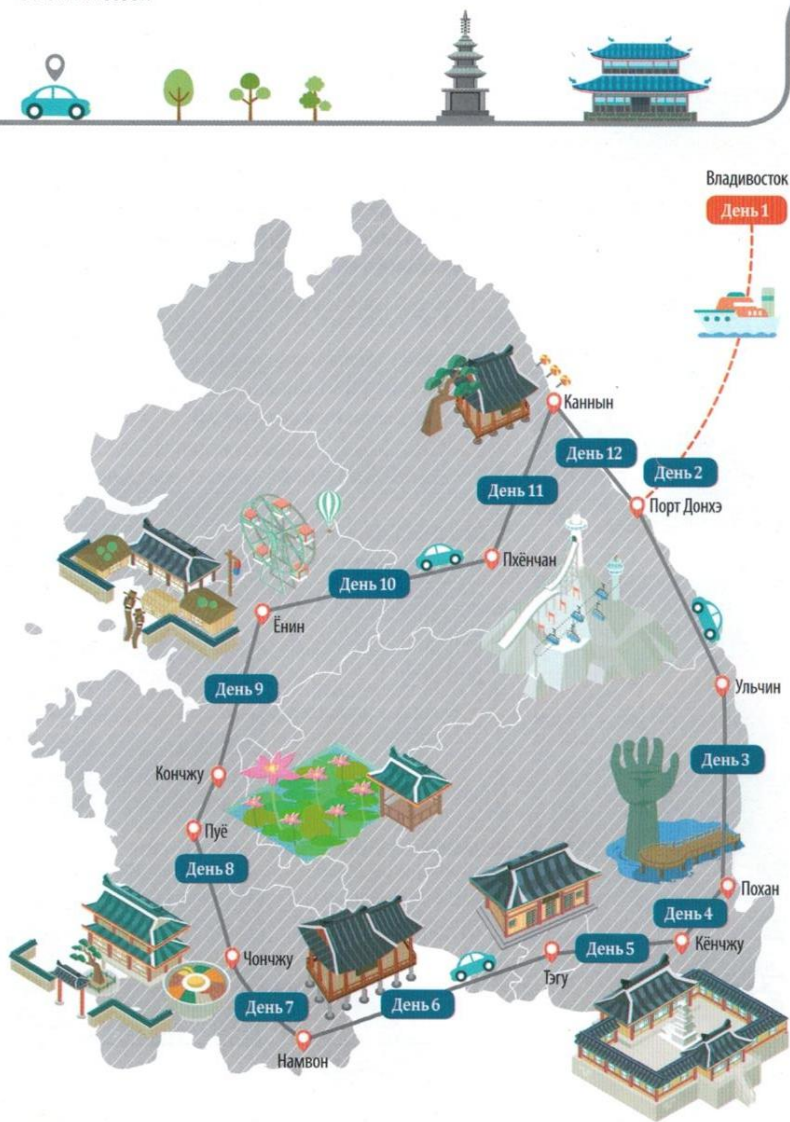 Владивосток
День 1
Каннын
День 12
День 2
День 11
Порт Донхэ
Пхёнчан
День 10
Ёнин
Ульчин
День 9
День 3
Кончжу
Пуё
День 8
Похан
День 4
Кёнчжу
День 5
Тэгу
Чончжу
День 7
День 6
Намвон